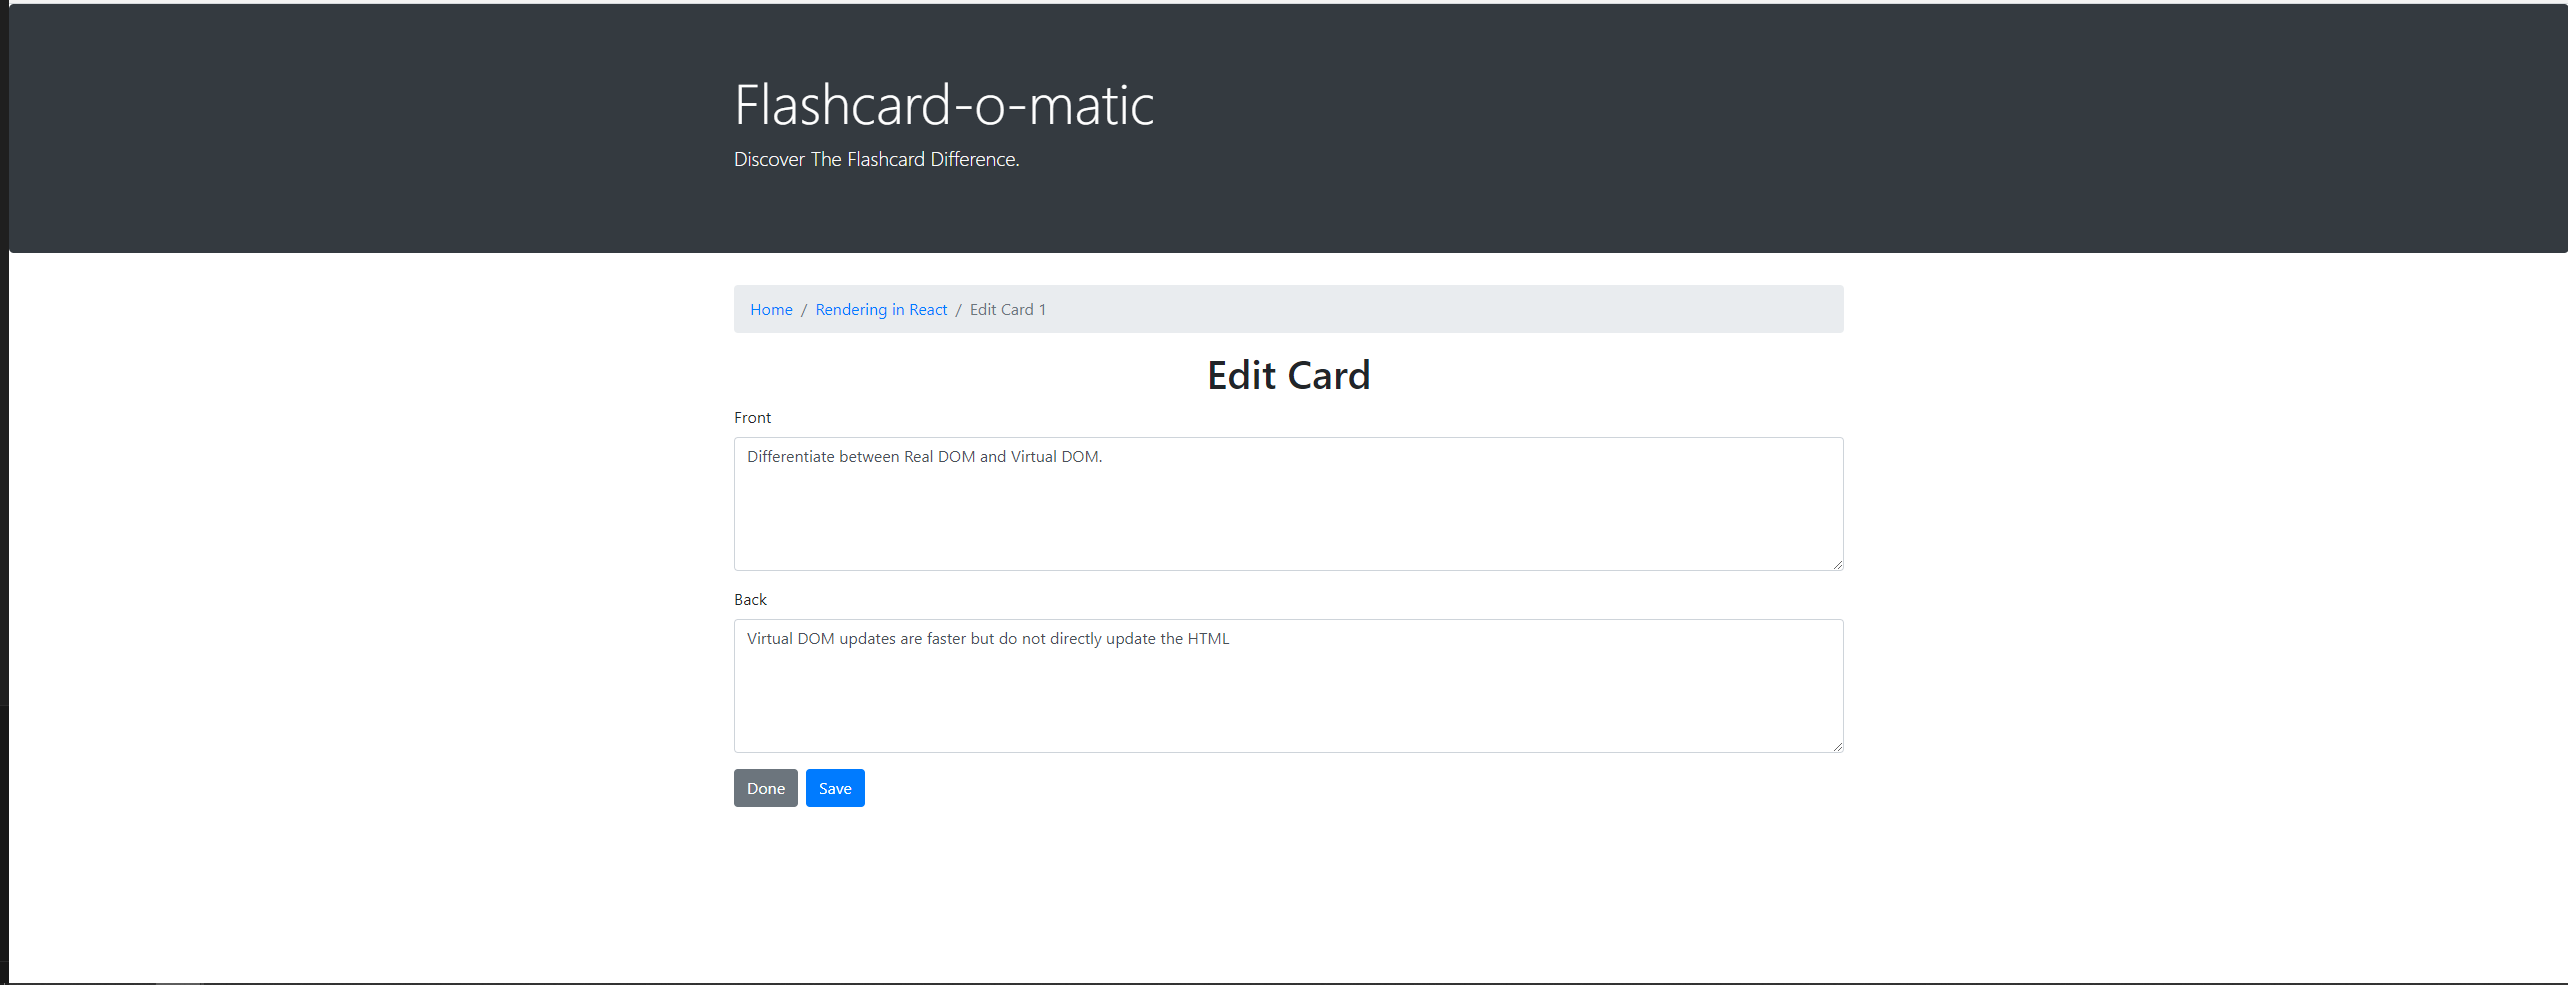 Flashcard-o-matic
Discover The Flashcard Difference.
Home / Rendering in React / Edit Card 1
Edit Card
Front
Differentiate between Real DOM and Virtual DOM.
Back
Virtual DOM updates are faster but do not directly update the HTML
Done Save